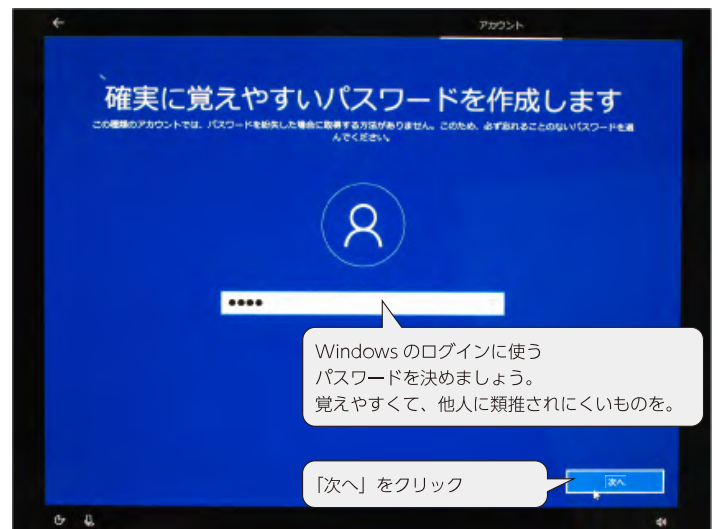 アカウント
確実に覚えやすいパスワードを作成します
この種類のアカウントでは、パスワードを紛失した場合に取得する方法がありません。このため、必ず忘れることのないパスワードを選
んでください。
●●●●
Windows のログインに使う
パスワードを決めましょう。
覚えやすくて、他人に類推されにくいものを。
「次へ」をクリック
次へ